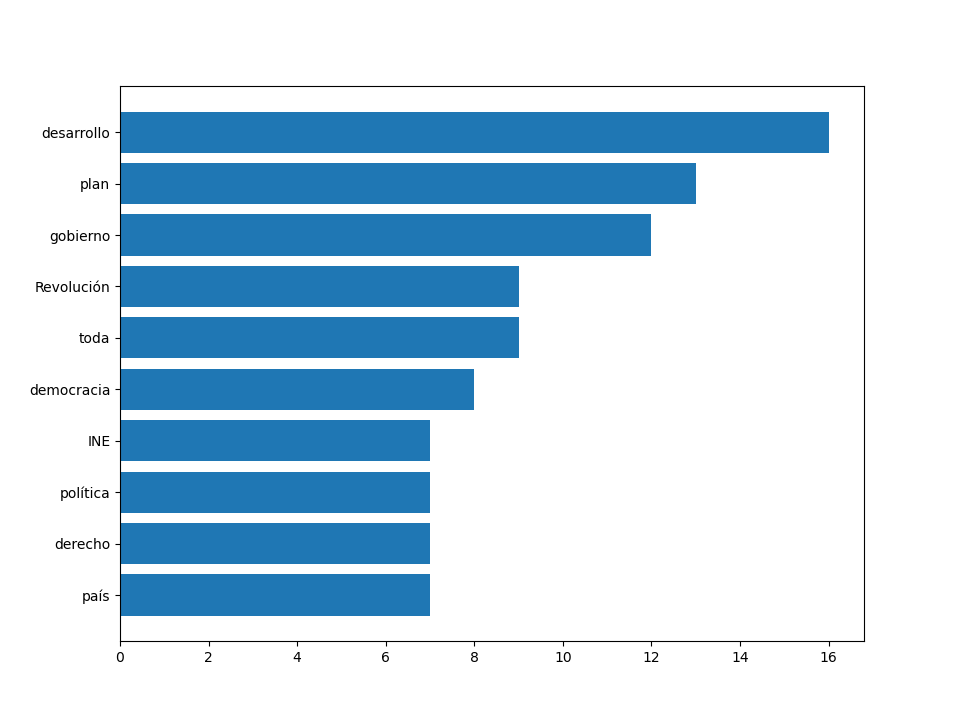 desarrollo
plan
gobierno
Revolución
toda
democracia
INE
política
derecho
país
0 2 4 6 8 10 12 14 16